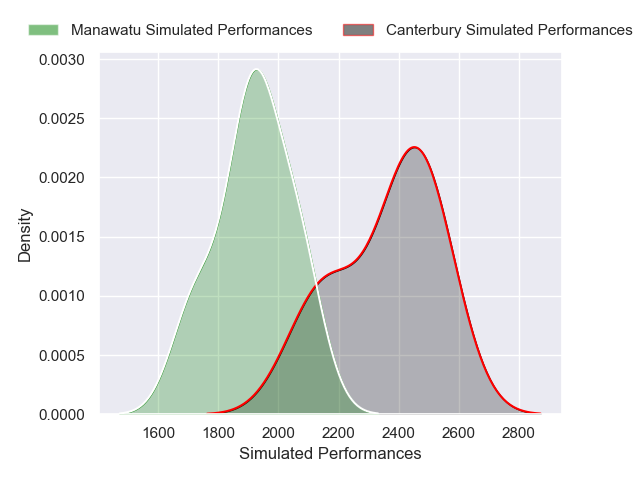 Manawatu Simulated Performances
Canterbury Simulated Performances
0.0030
0.0025
0.0020
0.0015
0.0010
0.0005
0.0000
Density
1600 1800 2000 2200 2400 2600 2800
Simulated Performances